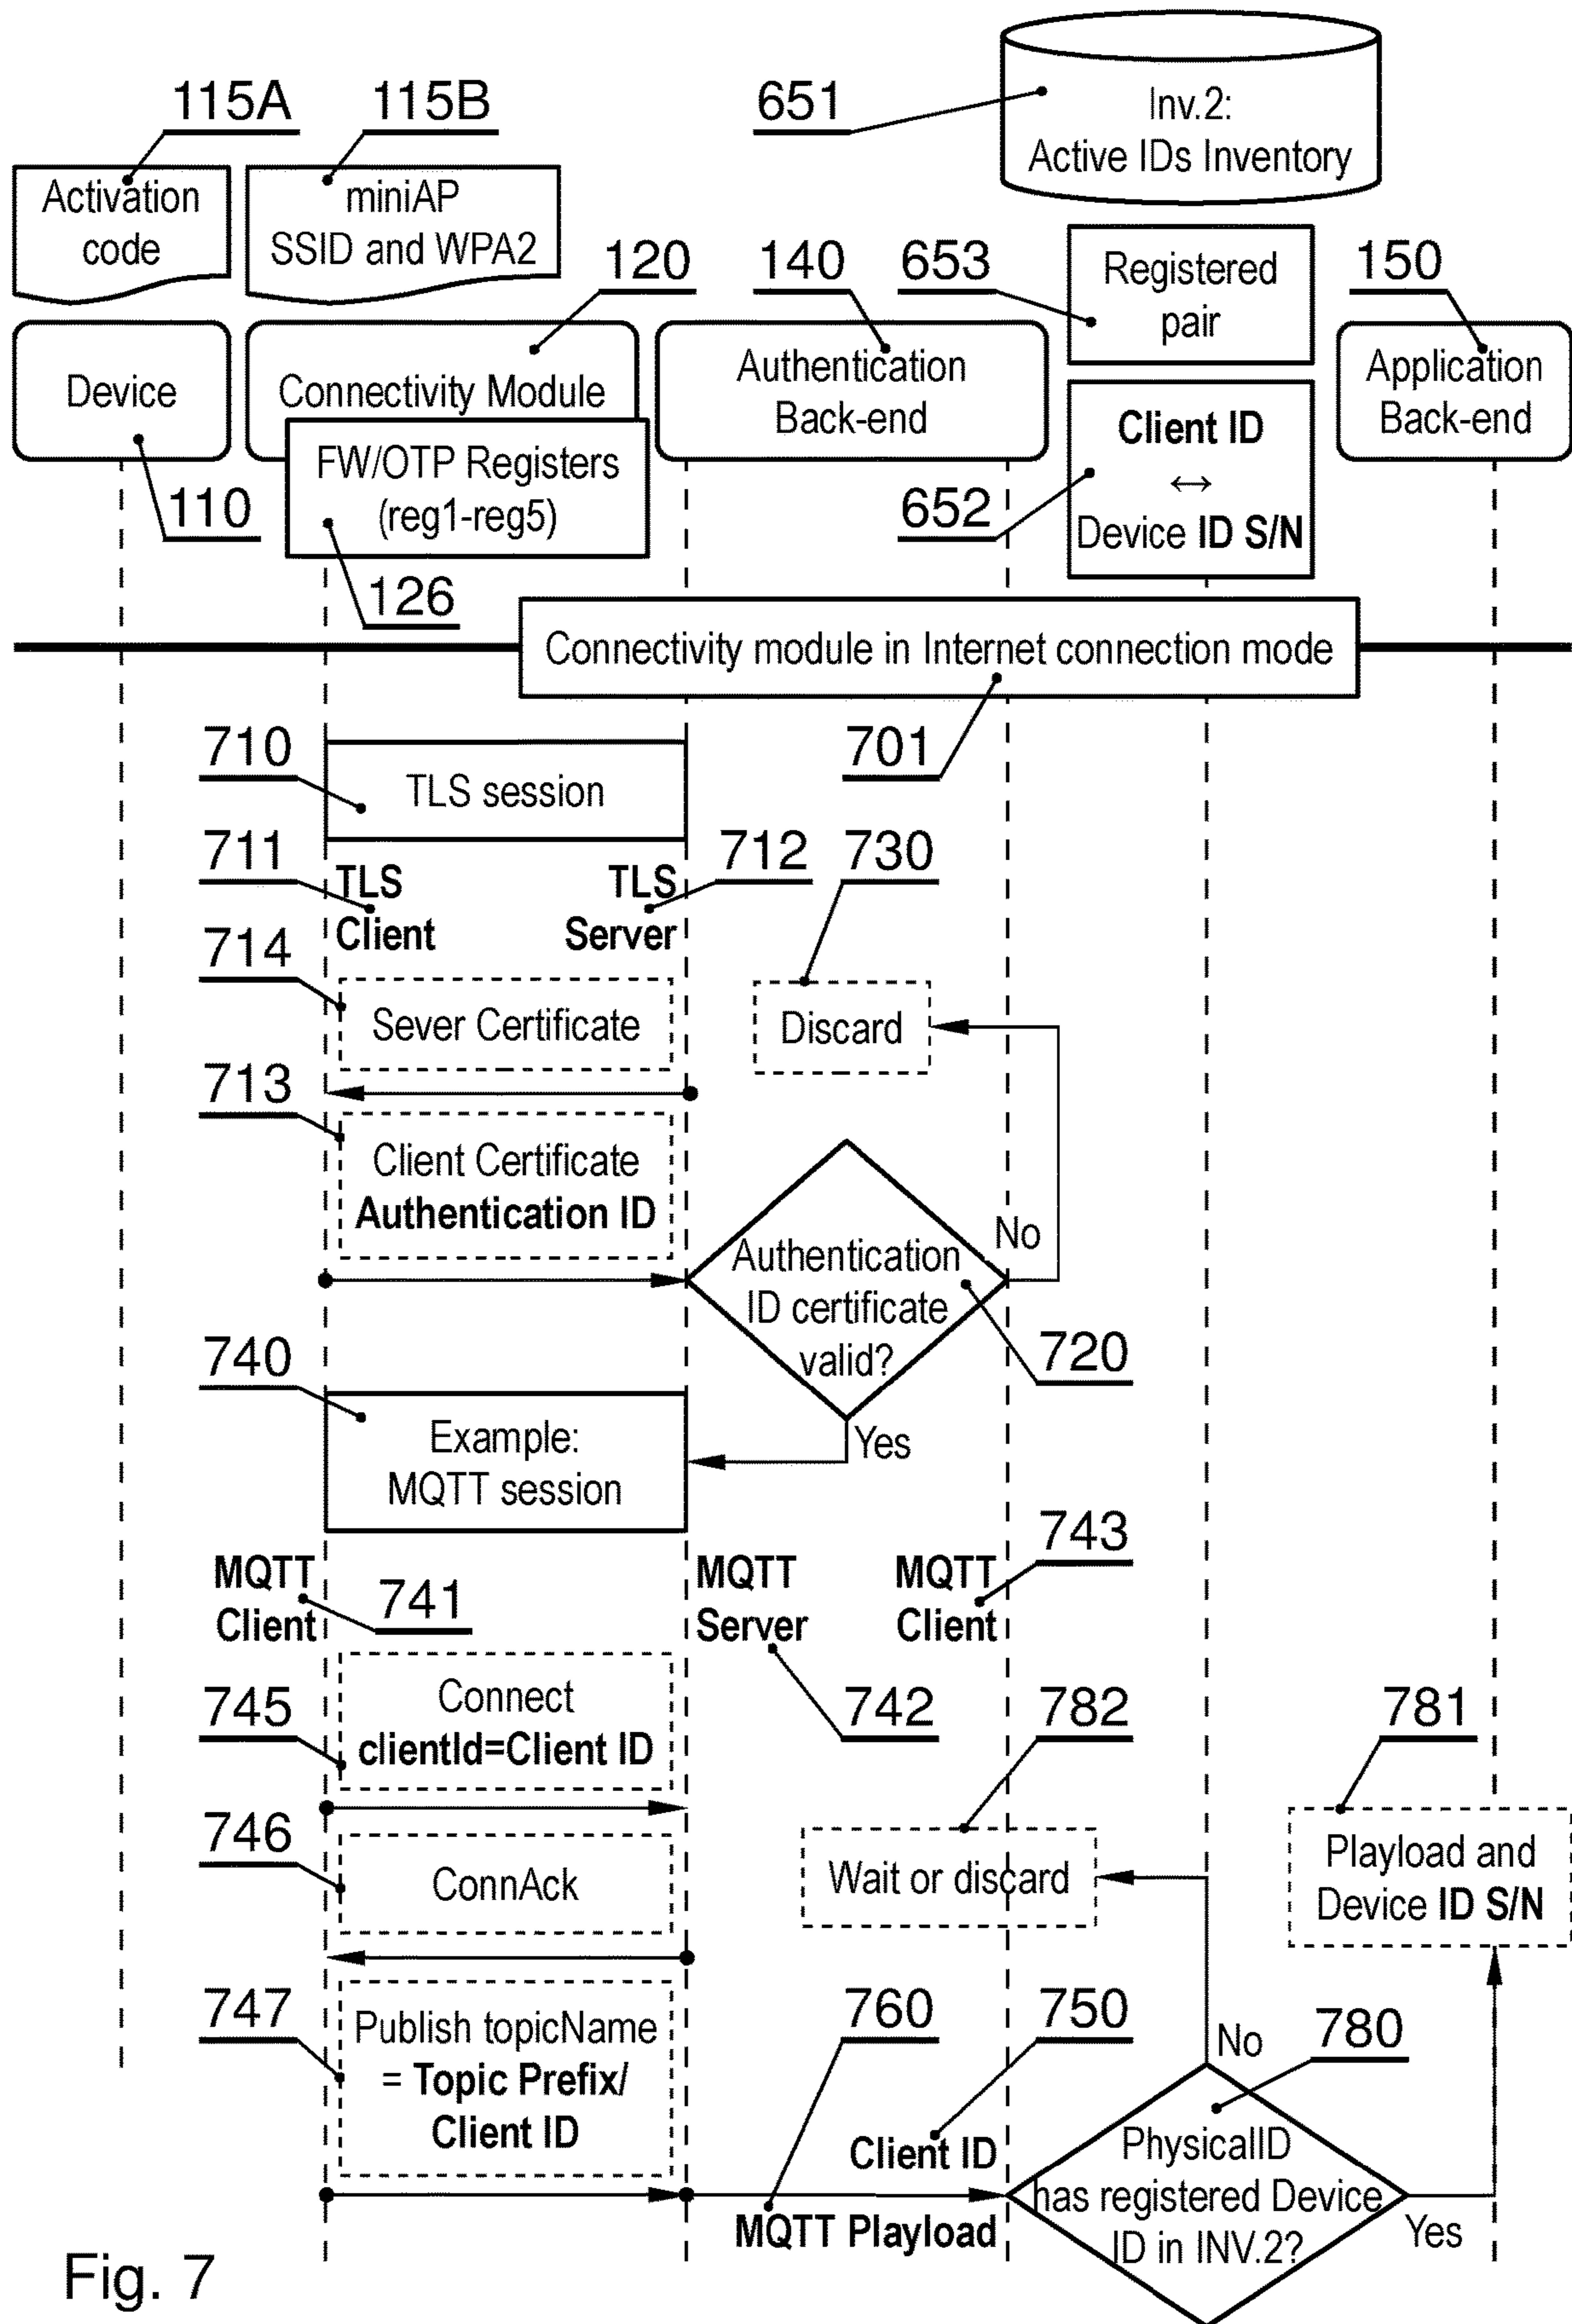 115A
115B
651
Inv.2:
Active IDs Inventory
Activation
code
miniAP
SSID and WPA2
120
140
653
Registered
pair
150
Device
Connectivity Module
Authentication
Back-end
Application
Back-end
110
FW/OTP Registers
(reg1-reg5)
652
Client ID
↔
Device ID S/N
126
Connectivity module in Internet connection mode
710
TLS session
701
711
TLS
Client
TLS
Server
712
730
714
Sever Certificate
Discard
713
Client Certificate
Authentication ID
No
Authentication
ID certificate
valid?
720
740
Example:
MQTT session
Yes
MQTT
Client
741
MQTT
Server
MQTT
Client
743
745
Connect
clientId=Client ID
742
782
781
746
ConnAck
Wait or discard
Playload and
Device ID S/N
747
Publish topicName
= Topic Prefix/
Client ID
760
750
No
780
Client ID
MQTT Playload
PhysicalID
has registered Device
ID in INV.2?
Yes
Fig. 7